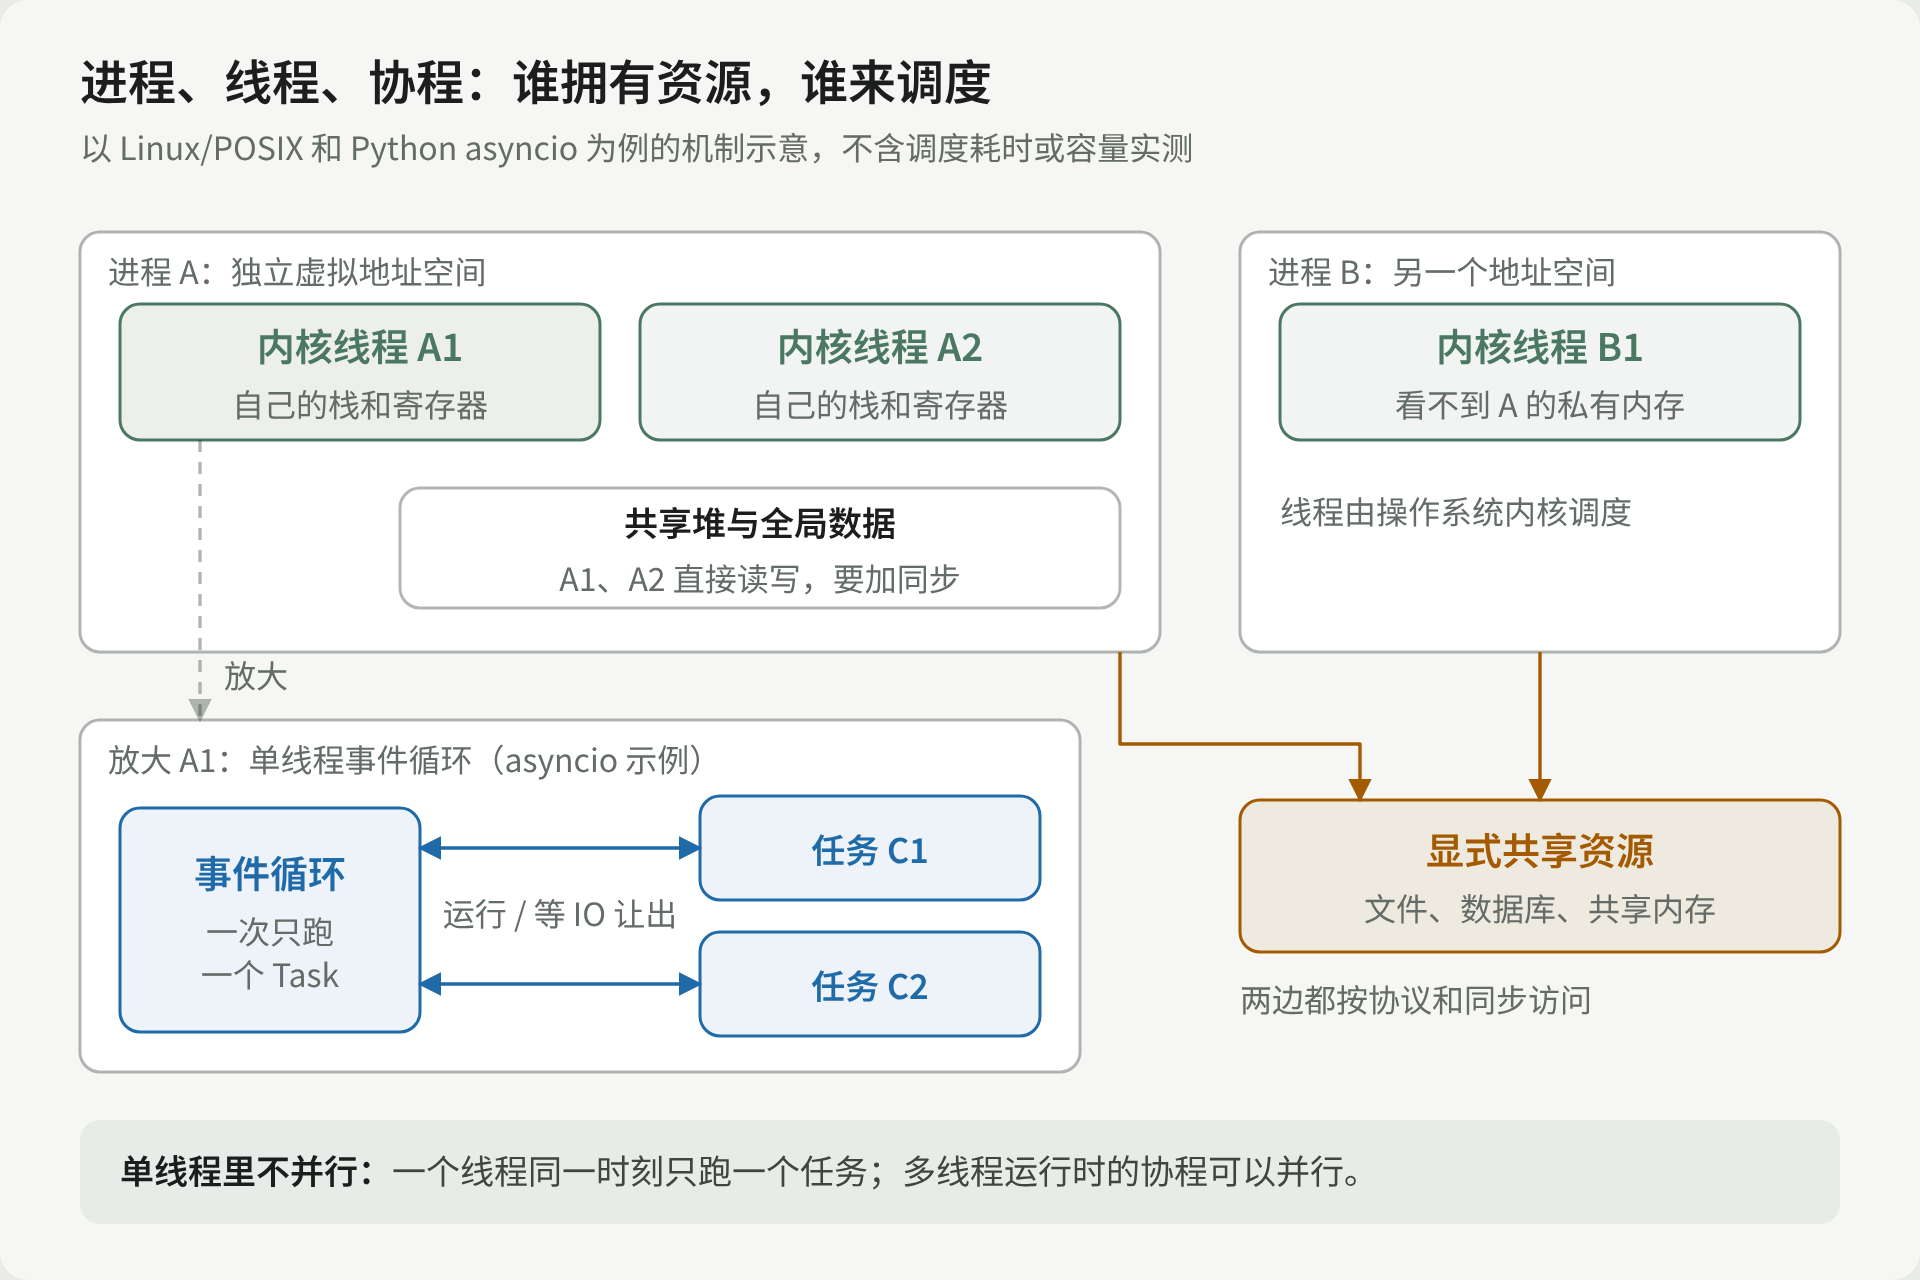 进程、线程、协程：谁拥有资源，谁来调度
以 Linux/POSIX 和 Python asyncio 为例的机制示意，不含调度耗时或容量实测
进程 A：独立虚拟地址空间
内核线程 A1
自己的栈和寄存器
内核线程 A2
自己的栈和寄存器
共享堆与全局数据
A1、A2 直接读写，要加同步
进程 B：另一个地址空间
内核线程 B1
看不到 A 的私有内存
线程由操作系统内核调度
放大
放大 A1：单线程事件循环（asyncio 示例）
事件循环
一次只跑
一个 Task
运行 / 等 IO 让出
任务 C1
任务 C2
显式共享资源
文件、数据库、共享内存
两边都按协议和同步访问
单线程里不并行：一个线程同一时刻只跑一个任务；多线程运行时的协程可以并行。